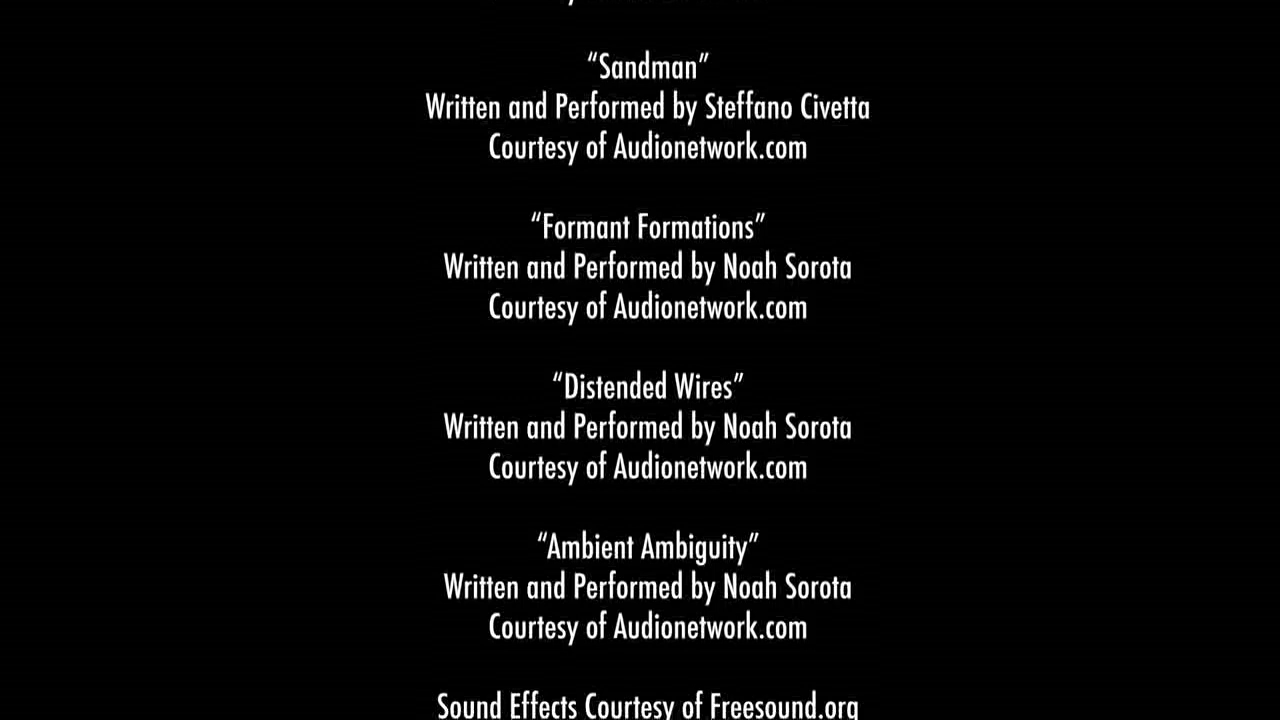 “Sandman”
Written and Performed by Steffano Civetta
Courtesy of Audionetwork.com
“Formant Formations”
Written and Performed by Noah Sorota
Courtesy of Audionetwork.com
“Distended Wires”
Written and Performed by Noah Sorota
Courtesy of Audionetwork.com
“Ambient Ambiguity”
Written and Performed by Noah Sorota
Courtesy of Audionetwork.com
Sound Effects Courtesy of Freesound.org